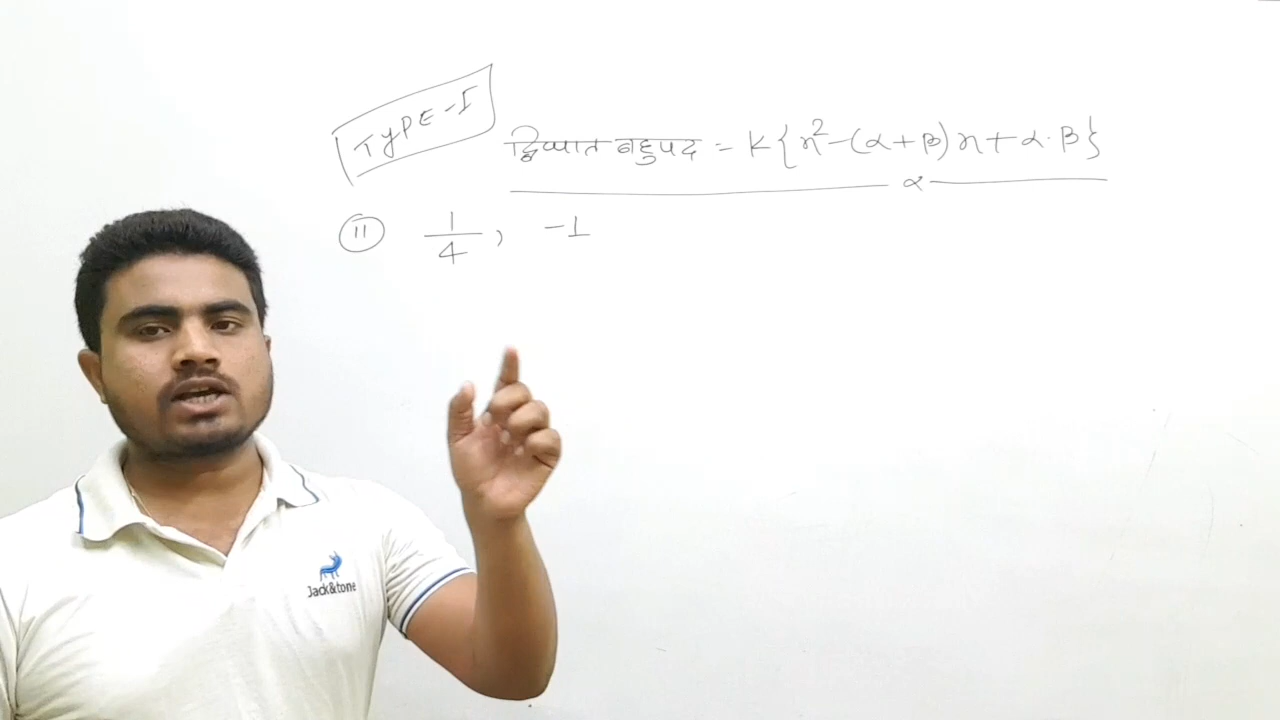 TYPE-I
द्विघात बहुपद = K{x²-(α+β)x+α.β}
α
(11) 1/4, -1
Jack&tone